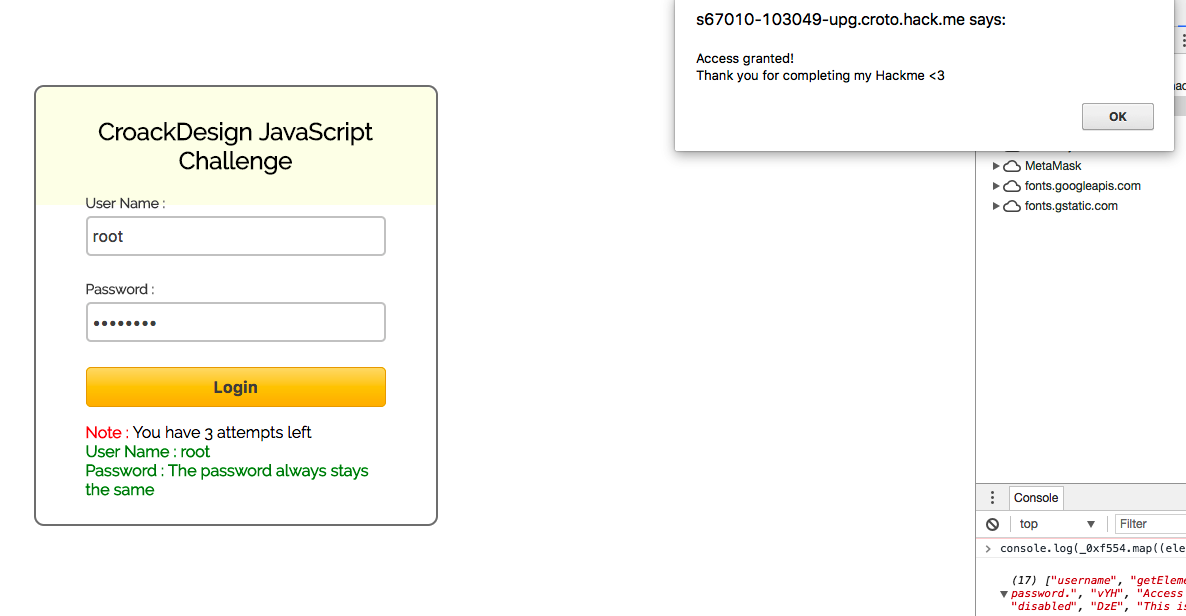 s67010-103049-upg.croto.hack.me says:
Access granted!
Thank you for completing my Hackme <3
OK
CroackDesign JavaScript
Challenge
User Name :
root
Password :
••••••••
Login
Note : You have 3 attempts left
User Name : root
Password : The password always stays
the same
MetaMask
fonts.googleapis.com
fonts.gstatic.com
Console
top
Filter
console.log(_0xf554.map((ele
(17) ["username", "getEleme
password.", "vYH", "Access
"disabled", "DzE", "This is